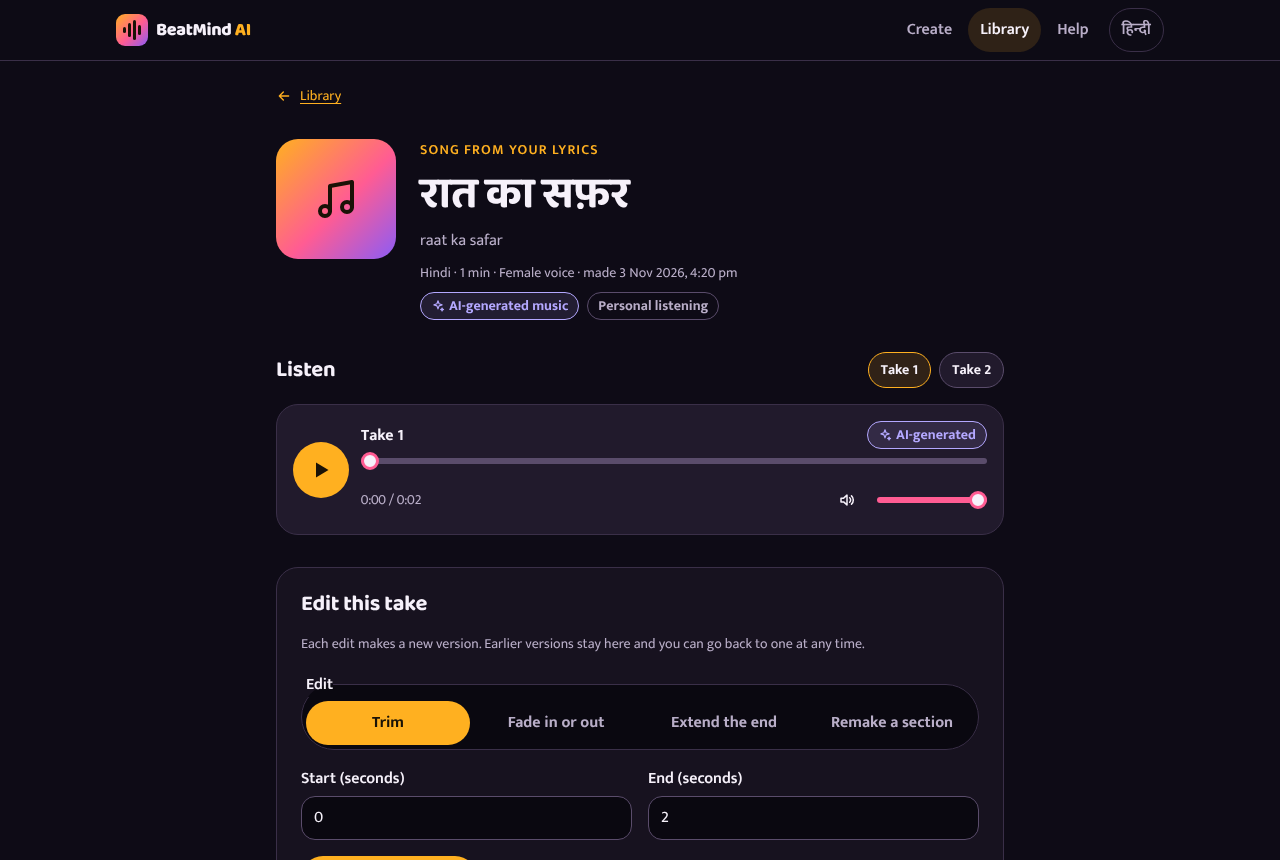 BeatMind AI
Create
Library
Help
हिन्दी
Library
SONG FROM YOUR LYRICS
रात का सफ़र
raat ka safar
Hindi · 1 min · Female voice · made 3 Nov 2026, 4:20 pm
AI-generated music
Personal listening
Listen
Take 1
Take 2
Take 1
AI-generated
0:00 / 0:02
Edit this take
Each edit makes a new version. Earlier versions stay here and you can go back to one at any time.
Edit
Trim
Fade in or out
Extend the end
Remake a section
Start (seconds)
End (seconds)
0
2